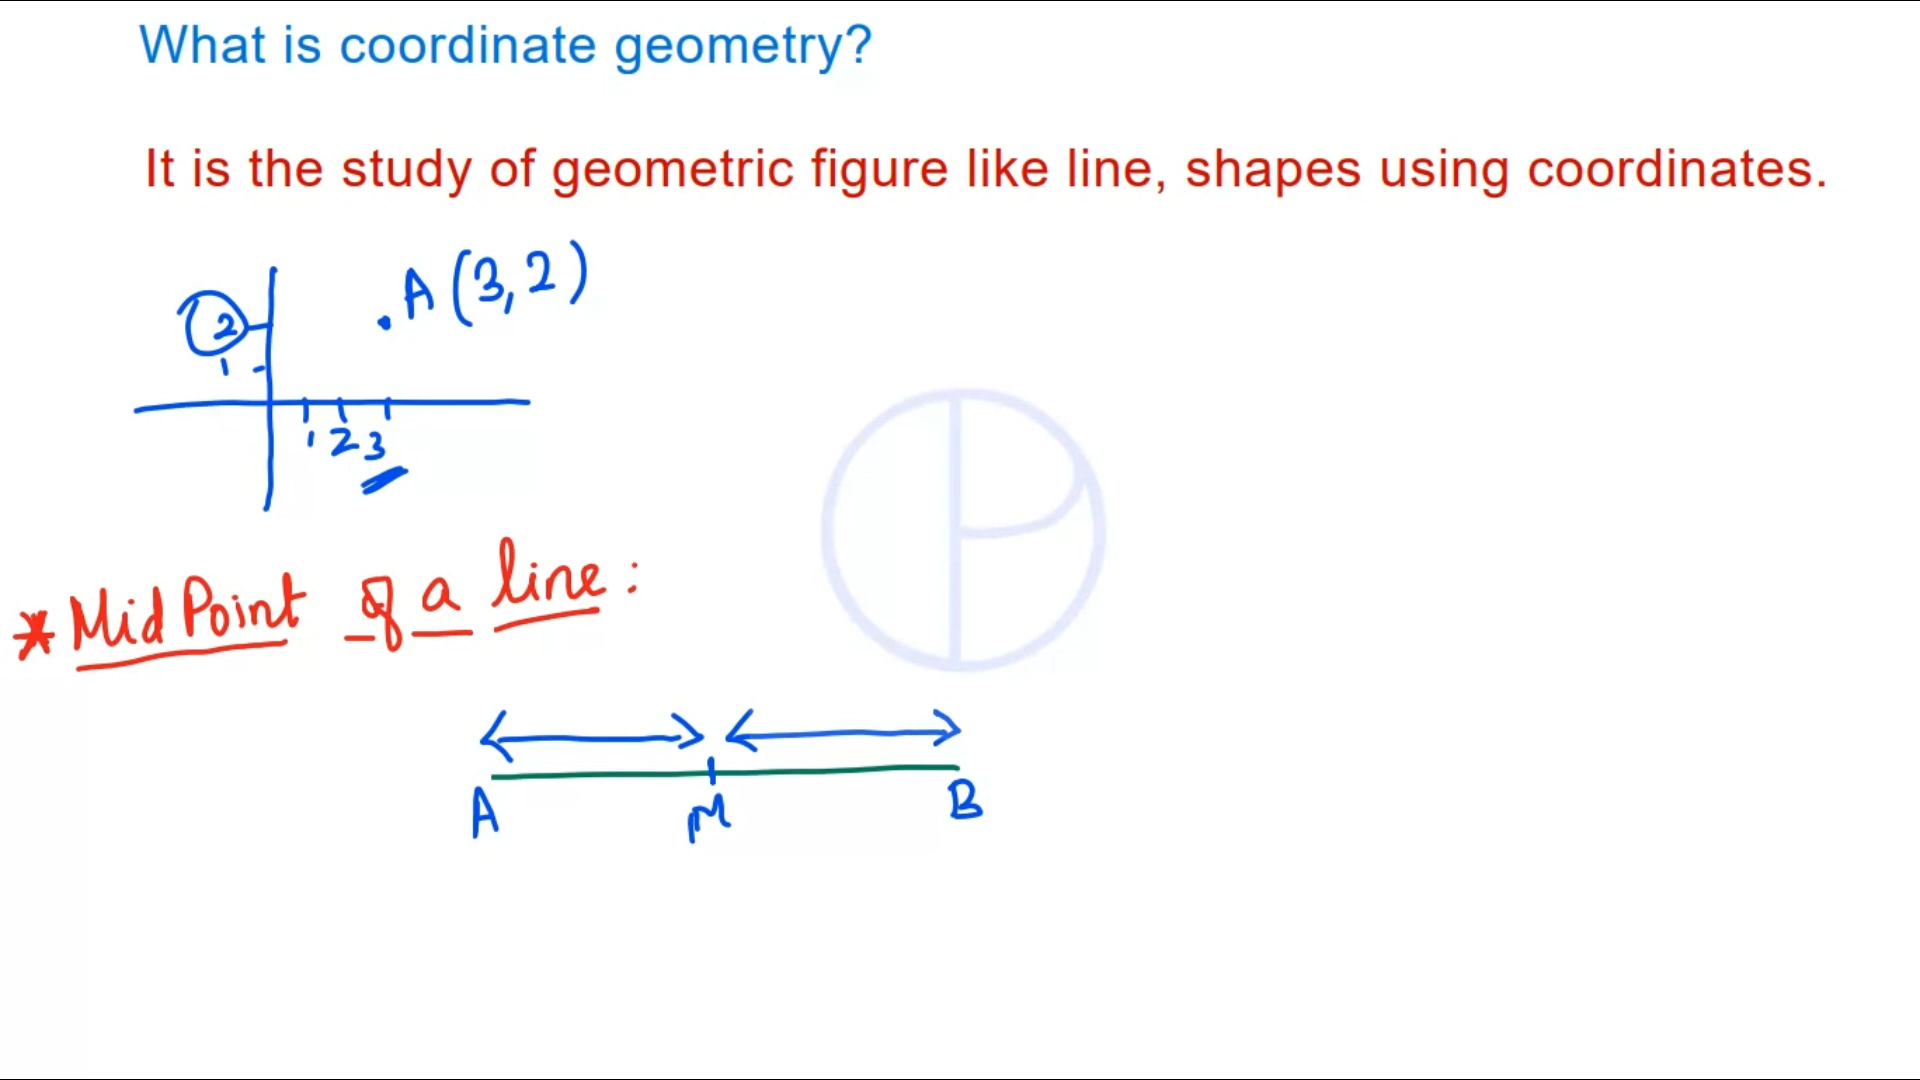 What is coordinate geometry?
It is the study of geometric figure like line, shapes using coordinates.
A (3, 2)
2
1
1 2 3
* Mid Point of a line :
A M B